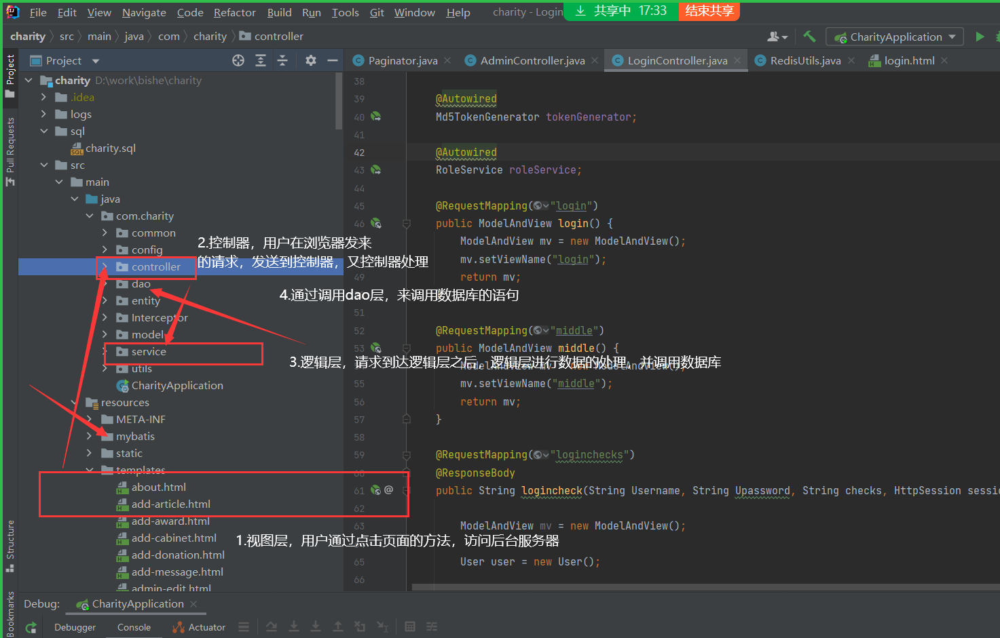 File Edit View Navigate Code Refactor Build Run Tools Git Window Help charity - Login
共享中 17:33 结束共享
charity src main java com charity controller
CharityApplication
Project
Paginator.java AdminController.java LoginController.java RedisUtils.java login.html
Project
Pull Requests
Structure
Bookmarks
charity D:\work\bishe\charity
.idea
logs
sql
charity.sql
src
main
java
com.charity
common
config
controller
dao
entity
Interceptor
model
service
utils
CharityApplication
resources
META-INF
mybatis
static
templates
about.html
add-article.html
add-award.html
add-cabinet.html
add-donation.html
add-message.html
admin-edit.html
2.控制器，用户在浏览器发来
的请求，发送到控制器，又控制器处理
4.通过调用dao层，来调用数据库的语句
3.逻辑层，请求到达逻辑层之后，逻辑层进行数据的处理，并调用数据库
1.视图层，用户通过点击页面的方法，访问后台服务器
38
39 @Autowired
40 Md5TokenGenerator tokenGenerator;
41
42 @Autowired
43 RoleService roleService;
44
45 @RequestMapping("login")
46 public ModelAndView login() {
ModelAndView mv = new ModelAndView();
mv.setViewName("login");
49 return mv;
51
52 @RequestMapping("middle")
53 public ModelAndView middle() {
ModelAndView mv = new ModelAndView();
55 mv.setViewName("middle");
56 return mv;
57 }
58
59 @RequestMapping("loginchecks")
60 @ResponseBody
61 @ public String logincheck(String Username, String Upassword, String checks, HttpSession sessi
62
63 ModelAndView mv = new ModelAndView();
65 User user = new User();
66
Debug: CharityApplication
Debugger Console Actuator